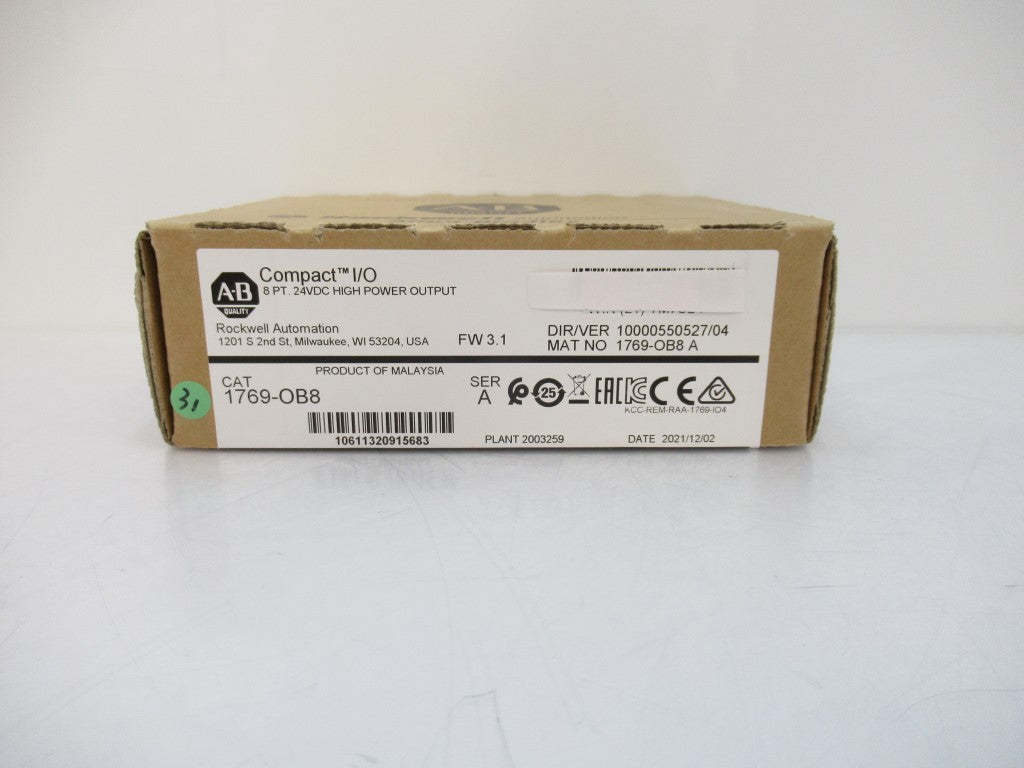 A-B
Compact™ I/O
8 PT. 24VDC HIGH POWER OUTPUT
A·B
QUALITY
Rockwell Automation
1201 S 2nd St, Milwaukee, WI 53204, USA
FW 3.1
DIR/VER 10000550527/04
MAT NO 1769-OB8 A
PRODUCT OF MALAYSIA
CAT
1769-OB8
SER
A
25
EAC
CE
KCC-REM-RAA-1769-IO4
31
10611320915683
PLANT 2003259
DATE 2021/12/02